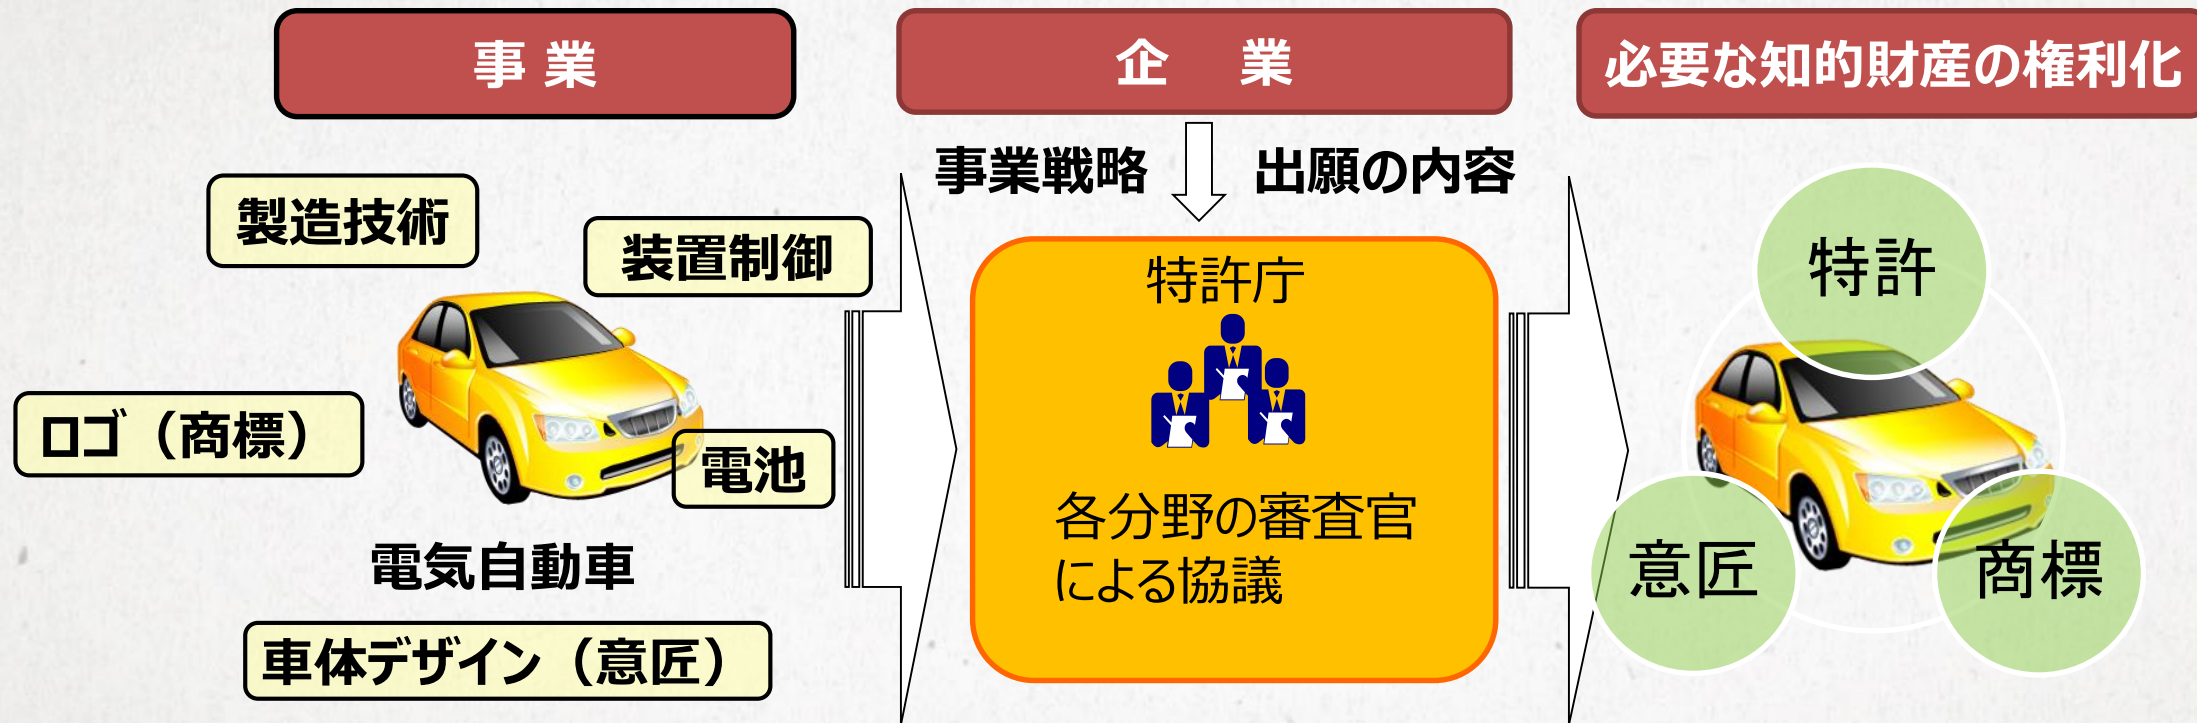 事 業
企 業
必要な知的財産の権利化
事業戦略
出願の内容
製造技術
装置制御
ロゴ（商標）
電池
電気自動車
車体デザイン（意匠）
特許庁
各分野の審査官
による協議
特許
意匠
商標